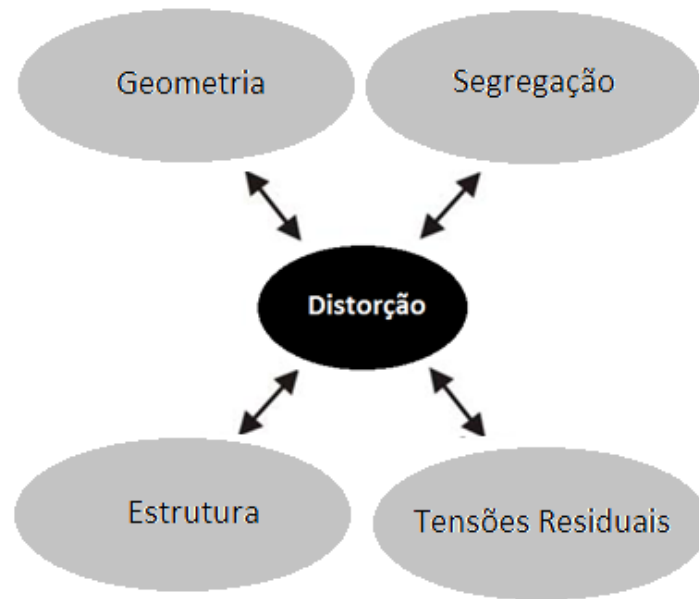 Geometria
Segregação
Distorção
Estrutura
Tensões Residuais